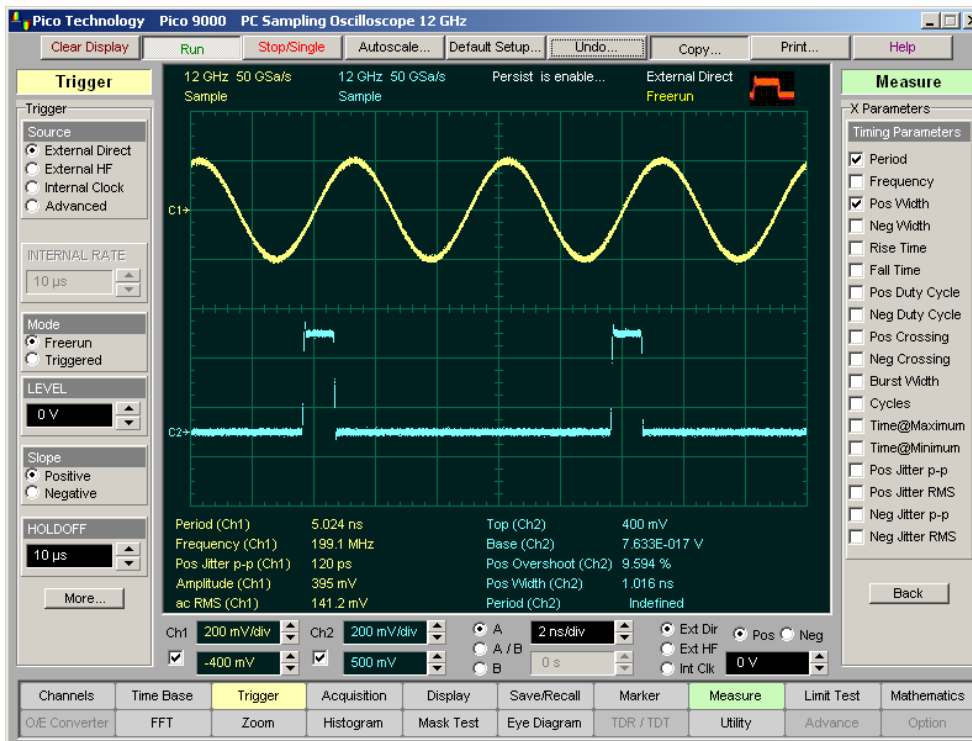 Pico Technology Pico 9000 PC Sampling Oscilloscope 12 GHz
Clear Display Run Stop/Single Autoscale... Default Setup... Undo... Copy... Print... Help
Trigger
Trigger
Source
External Direct
External HF
Internal Clock
Advanced
INTERNAL RATE
10 µs
Mode
Freerun
Triggered
LEVEL
0 V
Slope
Positive
Negative
HOLDOFF
10 µs
More...
12 GHz 50 GSa/s 12 GHz 50 GSa/s Persist is enable... External Direct
Sample Sample Freerun
C1
C2
Period (Ch1) 5.024 ns Top (Ch2) 400 mV
Frequency (Ch1) 199.1 MHz Base (Ch2) 7.633E-017 V
Pos Jitter p-p (Ch1) 120 ps Pos Overshoot (Ch2) 9.594 %
Amplitude (Ch1) 395 mV Pos Width (Ch2) 1.016 ns
ac RMS (Ch1) 141.2 mV Period (Ch2) Indefined
Ch1 200 mV/div Ch2 200 mV/div A 2 ns/div Ext Dir Pos Neg
A / B Ext HF
-400 mV 500 mV B 0 s Int Clk 0 V
Measure
X Parameters
Timing Parameters
Period
Frequency
Pos Width
Neg Width
Rise Time
Fall Time
Pos Duty Cycle
Neg Duty Cycle
Pos Crossing
Neg Crossing
Burst Width
Cycles
Time@Maximum
Time@Minimum
Pos Jitter p-p
Pos Jitter RMS
Neg Jitter p-p
Neg Jitter RMS
Back
Channels Time Base Trigger Acquisition Display Save/Recall Marker Measure Limit Test Mathematics
O/E Converter FFT Zoom Histogram Mask Test Eye Diagram TDR / TDT Utility Advance Option